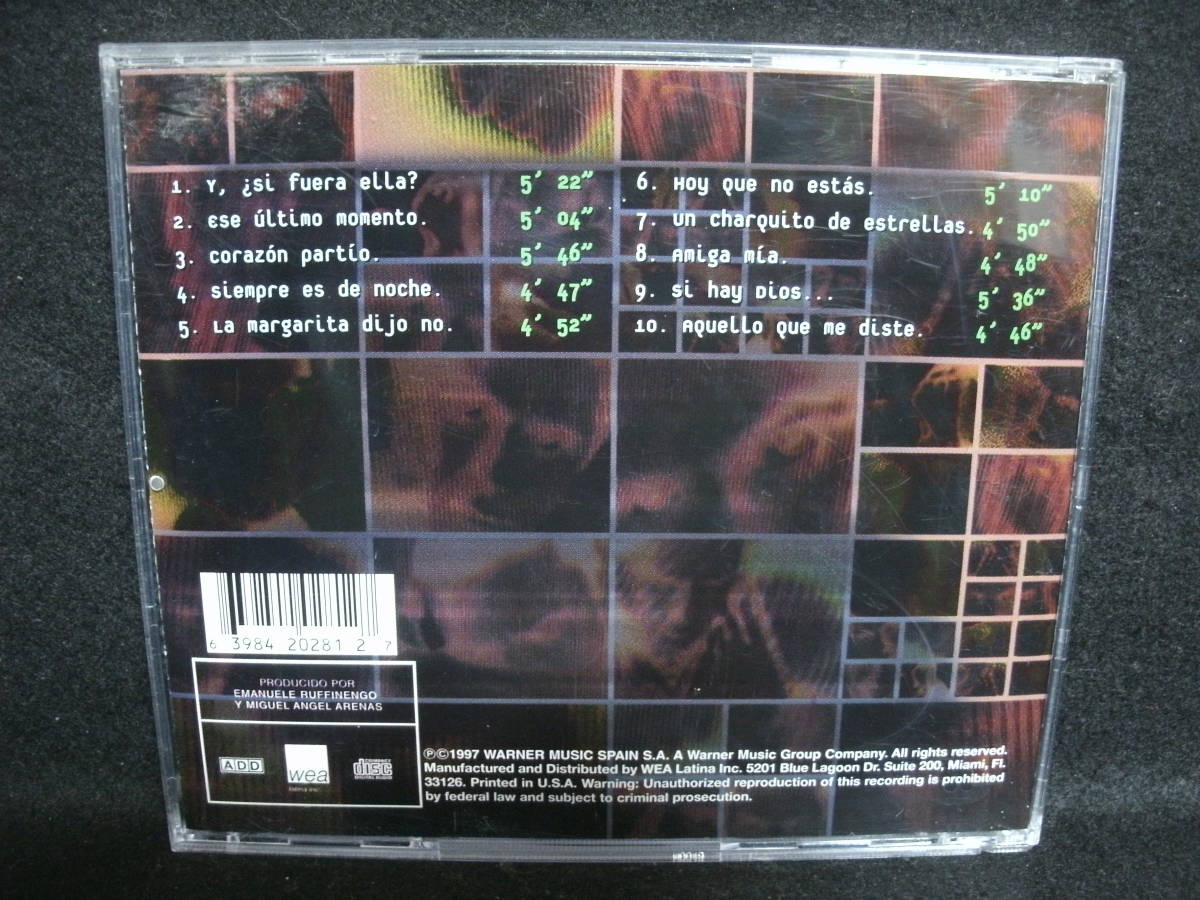 1. Y, ¿si fuera ella? 5' 22"
2. Ese último momento. 5' 04"
3. corazón partío. 5' 46"
4. siempre es de noche. 4' 47"
5. La margarita dijo no. 4' 52"
6. Hoy que no estás. 5' 10"
7. un charquito de estrellas. 4' 50"
8. Amiga mía. 4' 48"
9. si hay Dios... 5' 36"
10. Aquello que me diste. 4' 46"
6 3984 20281 2 7
PRODUCIDO POR
EMANUELE RUFFINENGO
Y MIGUEL ANGEL ARENAS
ADD
wea
latina inc.
COMPACT
disc
DIGITAL AUDIO
ⓅⒸ1997 WARNER MUSIC SPAIN S.A. A Warner Music Group Company. All rights reserved.
Manufactured and Distributed by WEA Latina Inc. 5201 Blue Lagoon Dr. Suite 200, Miami, Fl.
33126. Printed in U.S.A. Warning: Unauthorized reproduction of this recording is prohibited
by federal law and subject to criminal prosecution.